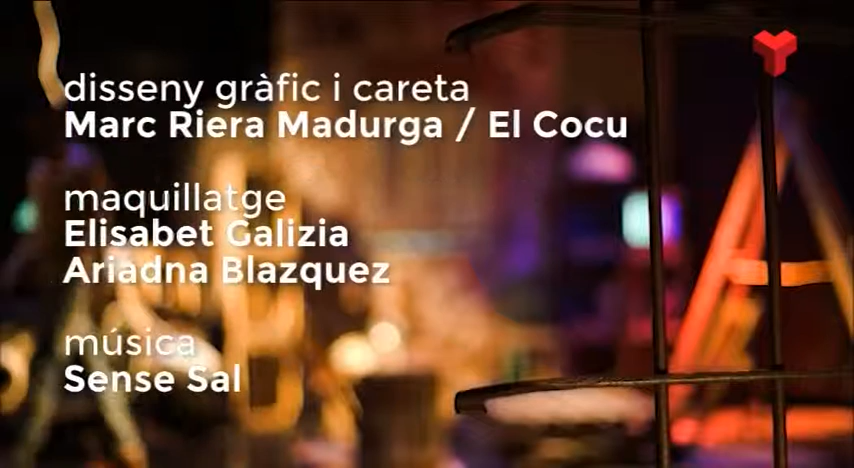 disseny gràfic i careta
Marc Riera Madurga / El Cocu
maquillatge
Elisabet Galizia
Ariadna Blazquez
música
Sense Sal